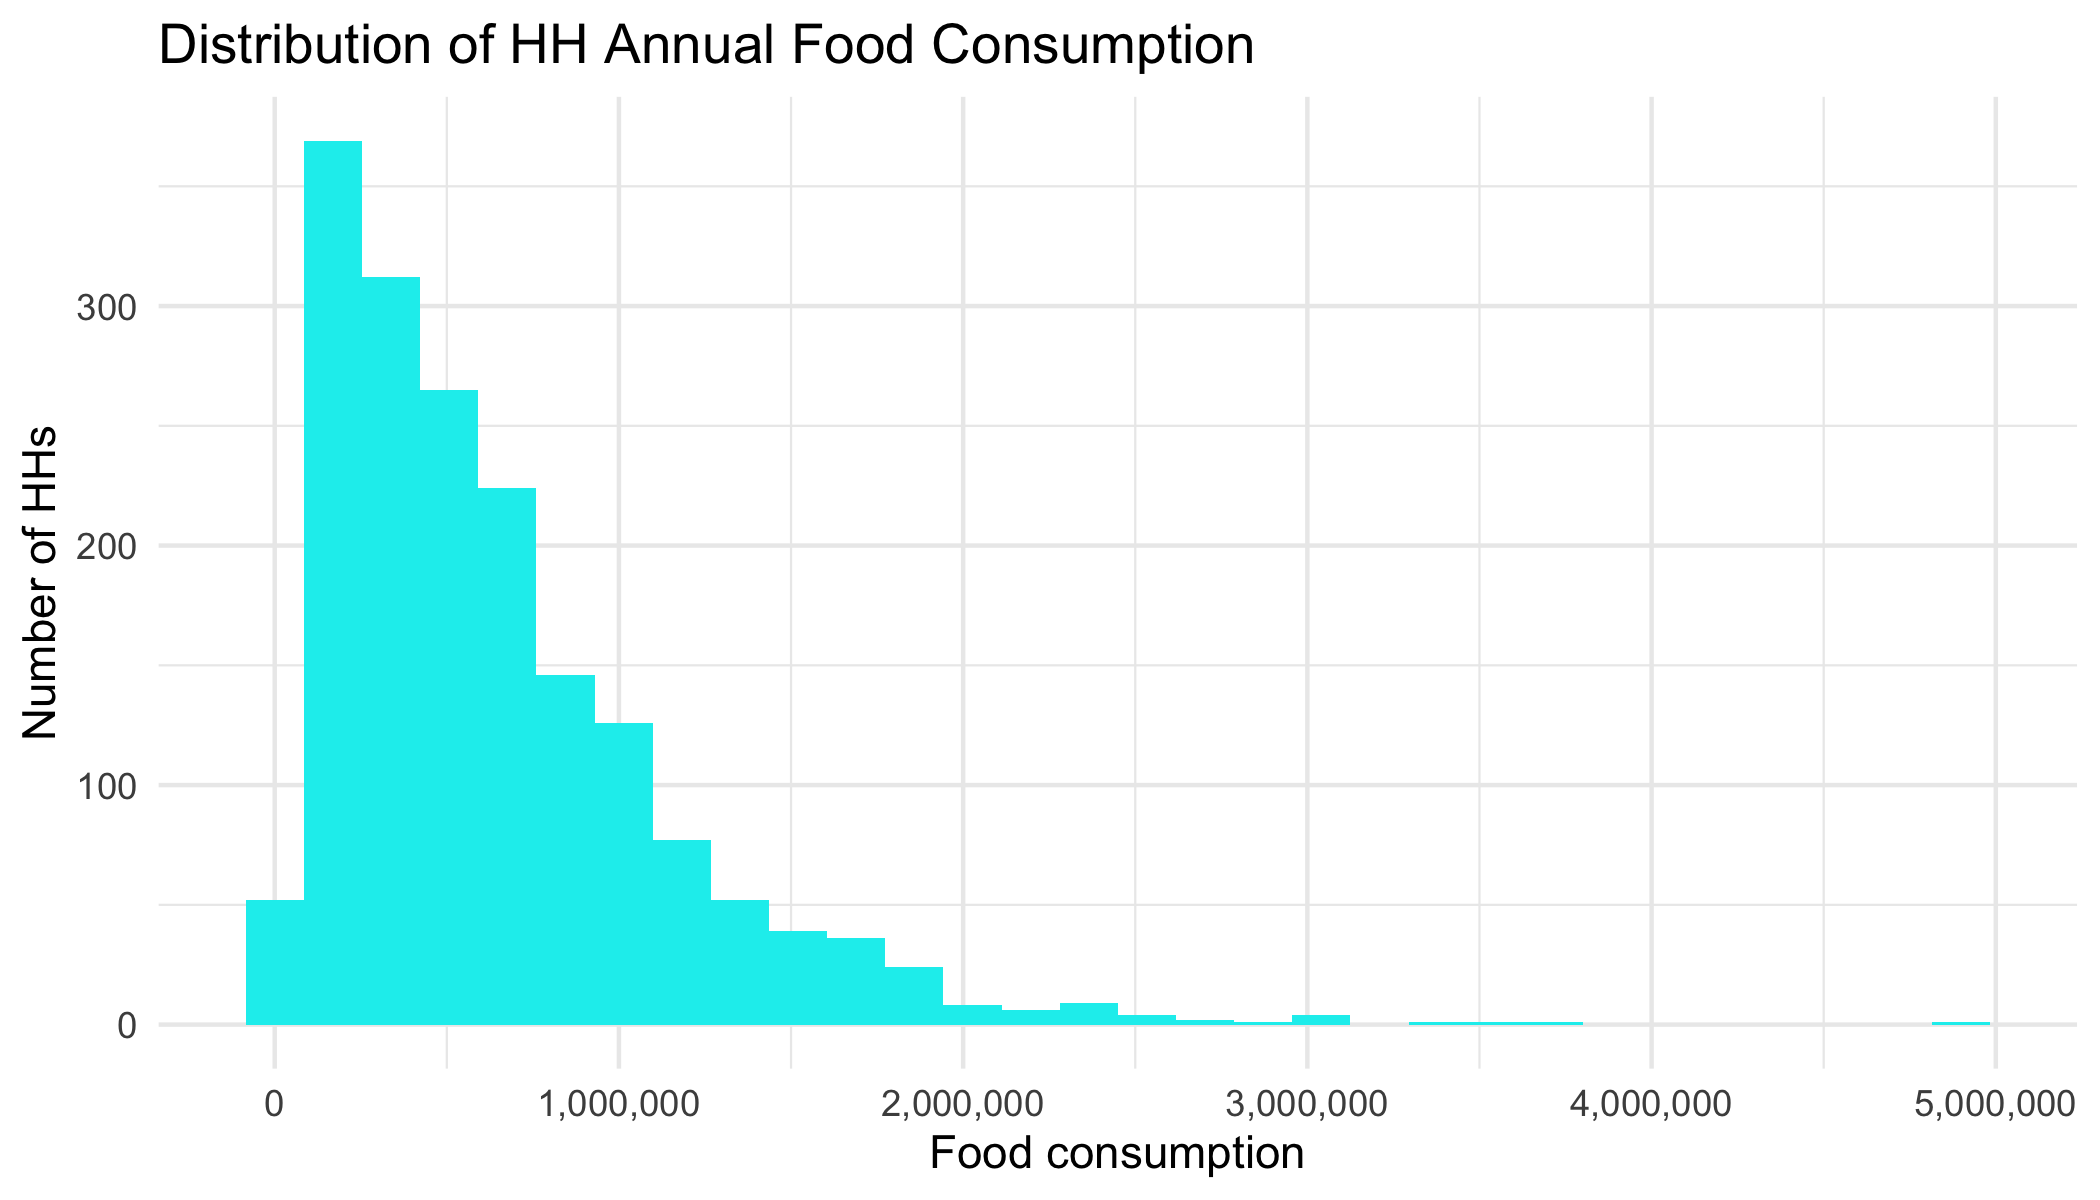 Distribution of HH Annual Food Consumption
Number of HHs
300
200
100
0
0 1,000,000 2,000,000 3,000,000 4,000,000 5,000,000
Food consumption